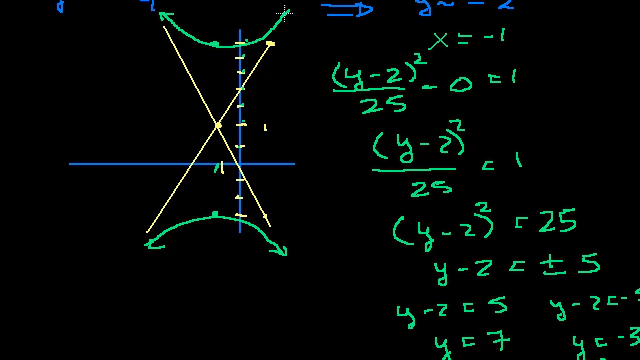 x = -1
(y-2)²/25 - 0 = 1
(y-2)²/25 = 1
(y-2)² = 25
y-2 = ± 5
y-2 = 5 y-2 = -
y = 7 y = -3